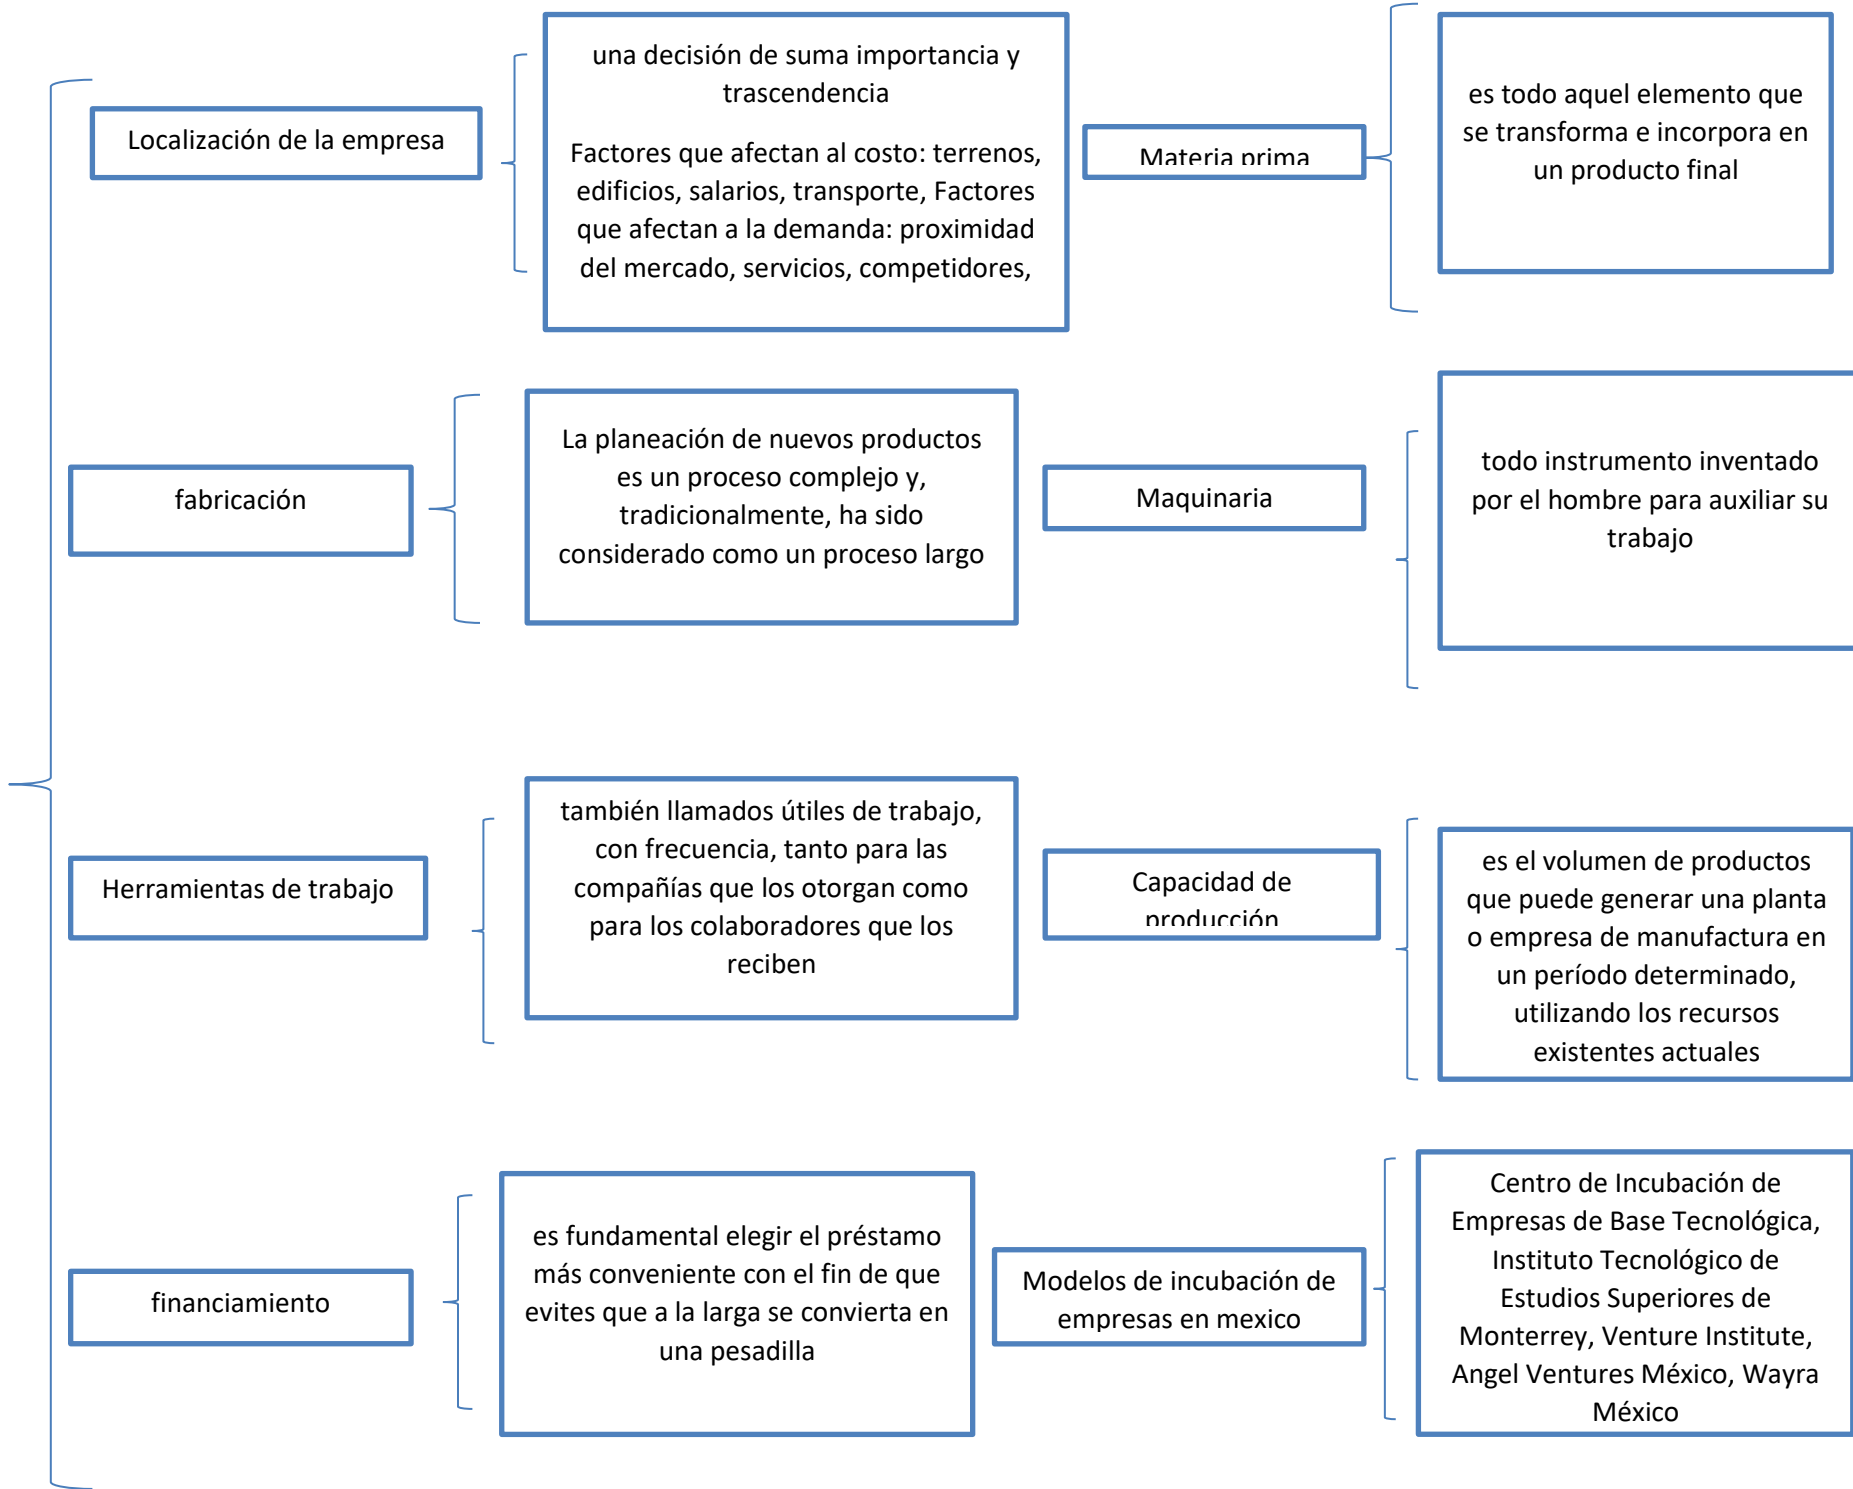 Localización de la empresa
una decisión de suma importancia y
trascendencia
Factores que afectan al costo: terrenos,
edificios, salarios, transporte, Factores
que afectan a la demanda: proximidad
del mercado, servicios, competidores,
Materia prima
es todo aquel elemento que
se transforma e incorpora en
un producto final
fabricación
La planeación de nuevos productos
es un proceso complejo y,
tradicionalmente, ha sido
considerado como un proceso largo
Maquinaria
todo instrumento inventado
por el hombre para auxiliar su
trabajo
Herramientas de trabajo
también llamados útiles de trabajo,
con frecuencia, tanto para las
compañías que los otorgan como
para los colaboradores que los
reciben
Capacidad de
producción
es el volumen de productos
que puede generar una planta
o empresa de manufactura en
un período determinado,
utilizando los recursos
existentes actuales
financiamiento
es fundamental elegir el préstamo
más conveniente con el fin de que
evites que a la larga se convierta en
una pesadilla
Modelos de incubación de
empresas en mexico
Centro de Incubación de
Empresas de Base Tecnológica,
Instituto Tecnológico de
Estudios Superiores de
Monterrey, Venture Institute,
Angel Ventures México, Wayra
México